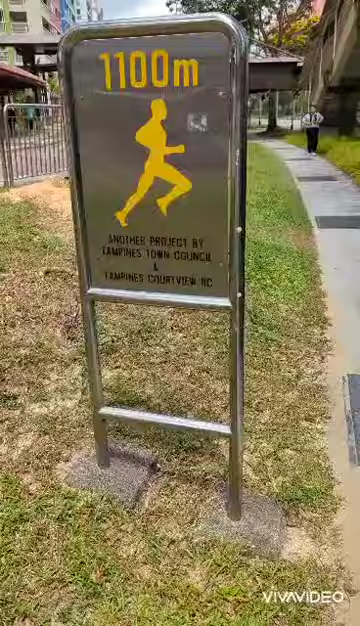 1100m
ANOTHER PROJECT BY
TAMPINES TOWN COUNCIL
&
TAMPINES COURTVIEW RC
VIVAVIDEO